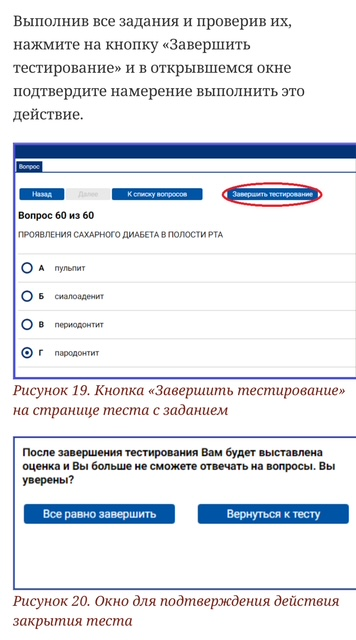 Выполнив все задания и проверив их,
нажмите на кнопку «Завершить
тестирование» и в открывшемся окне
подтвердите намерение выполнить это
действие.
Вопрос
Назад Далее К списку вопросов Завершить тестирование
Вопрос 60 из 60
ПРОЯВЛЕНИЯ САХАРНОГО ДИАБЕТА В ПОЛОСТИ РТА
А пульпит
Б сиалоаденит
В периодонтит
Г пародонтит
Рисунок 19. Кнопка «Завершить тестирование»
на странице теста с заданием
После завершения тестирования Вам будет выставлена
оценка и Вы больше не сможете отвечать на вопросы. Вы
уверены?
Все равно завершить Вернуться к тесту
Рисунок 20. Окно для подтверждения действия
закрытия теста